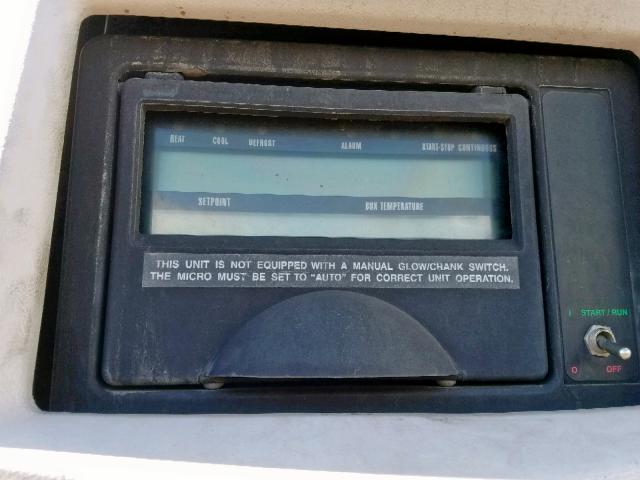 HEAT COOL DEFROST ALARM START-STOP CONTINUOUS
SETPOINT BOX TEMPERATURE
THIS UNIT IS NOT EQUIPPED WITH A MANUAL GLOW/CRANK SWITCH.
THE MICRO MUST BE SET TO "AUTO" FOR CORRECT UNIT OPERATION.
I START / RUN
O OFF